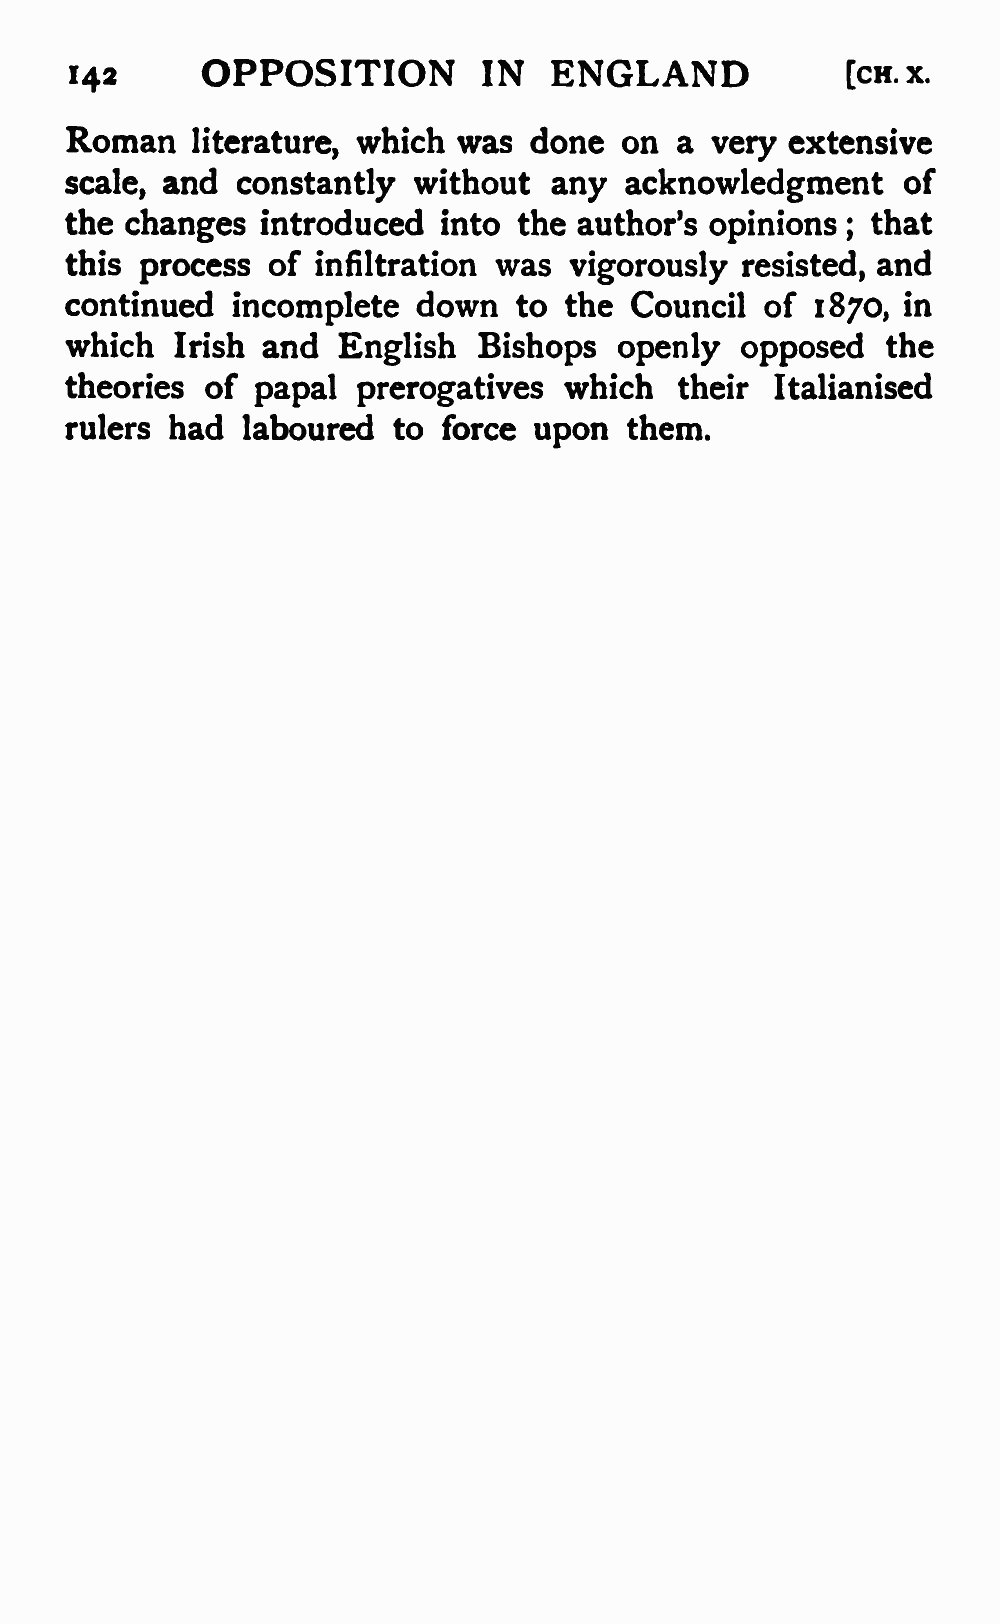 142 OPPOSITION IN ENGLAND [CH. X.
Roman literature, which was done on a very extensive
scale, and constantly without any acknowledgment of
the changes introduced into the author's opinions ; that
this process of infiltration was vigorously resisted, and
continued incomplete down to the Council of 1870, in
which Irish and English Bishops openly opposed the
theories of papal prerogatives which their Italianised
rulers had laboured to force upon them.